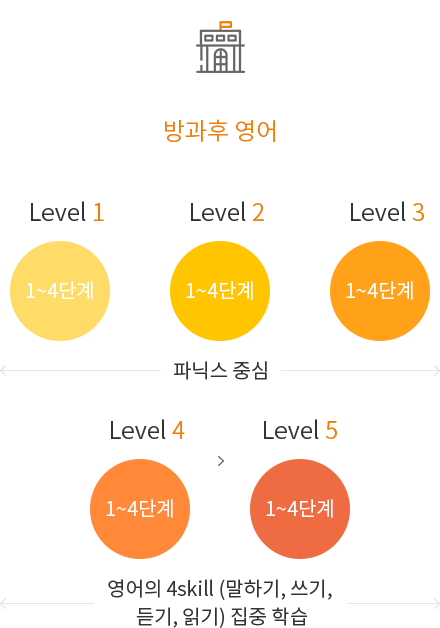 방과후 영어
Level 1 Level 2 Level 3
1~4단계 1~4단계 1~4단계
파닉스 중심
Level 4 Level 5
>
1~4단계 1~4단계
영어의 4skill (말하기, 쓰기,
듣기, 읽기) 집중 학습